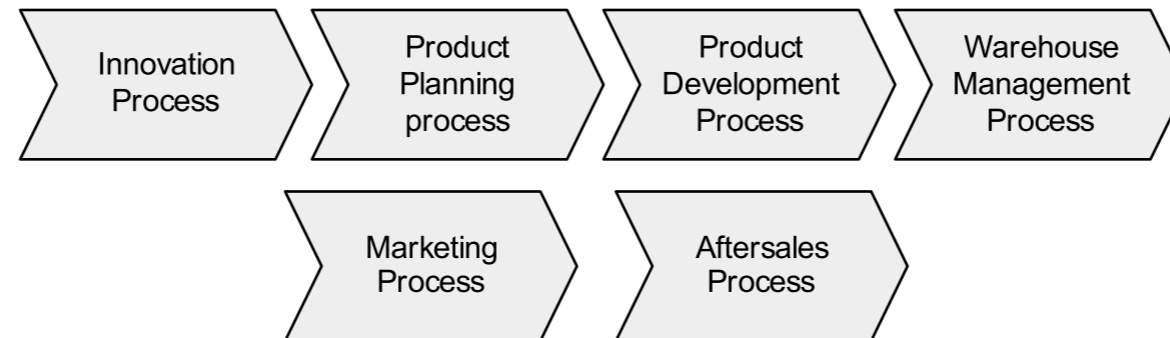 Innovation
Process
Product
Planning
process
Product
Development
Process
Warehouse
Management
Process
Marketing
Process
Aftersales
Process